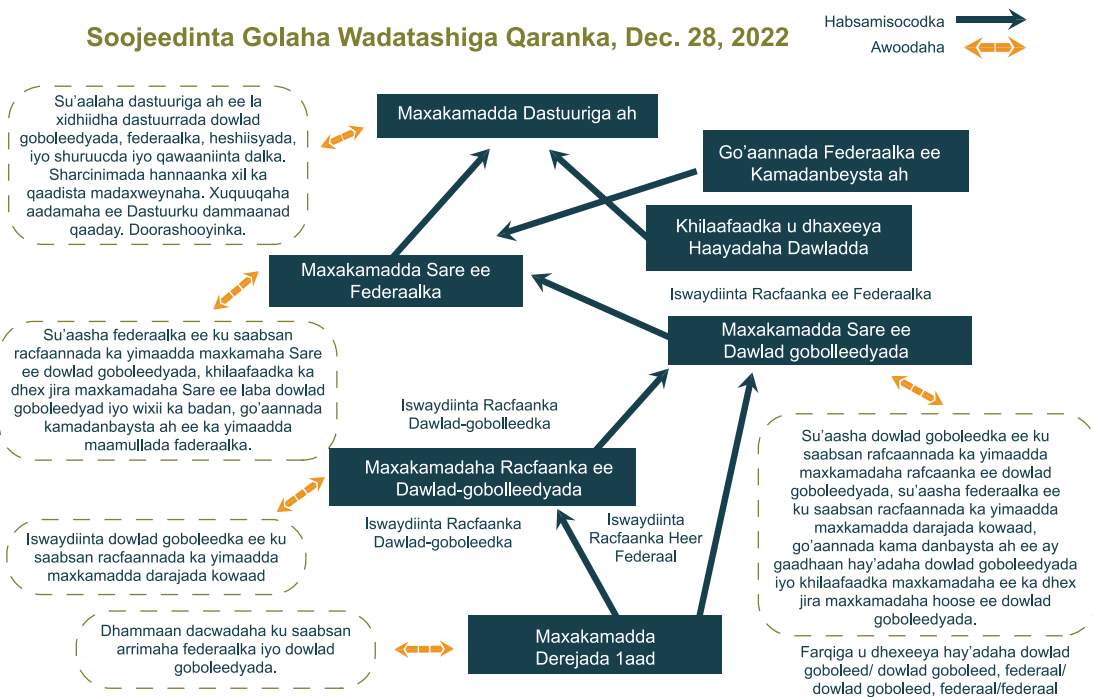 Soojeedinta Golaha Wadatashiga Qaranka, Dec. 28, 2022
Habsamisocodka
Awoodaha
Su'aalaha dastuuriga ah ee la
xidhiidha dastuurrada dowlad
goboleedyada, federaalka, heshiisyada,
iyo shuruucda iyo qawaaniinta dalka.
Sharcinimada hannaanka xil ka
qaadista madaxweynaha. Xuquuqaha
aadamaha ee Dastuurku dammaanad
qaaday. Doorashooyinka.
Maxakamadda Dastuuriga ah
Go'aannada Federaalka ee
Kamadanbeysta ah
Khilaafaadka u dhaxeeya
Haayadaha Dawladda
Maxakamadda Sare ee
Federaalka
Iswaydiinta Racfaanka ee Federaalka
Maxakamadda Sare ee
Dawlad gobolleedyada
Su'aasha federaalka ee ku saabsan
racfaannada ka yimaadda maxkamaha Sare
ee dowlad goboleedyada, khilaafaadka ka
dhex jira maxkamadaha Sare ee laba dowlad
goboleedyad iyo wixii ka badan, go'aannada
kamadanbaysta ah ee ka yimaadda
maamullada faderaalka.
Iswaydiinta Racfaanka
Dawlad-gobolleedka
Maxakamadaha Racfaanka ee
Dawlad-gobolleedyada
Iswaydiinta Racfaanka
Dawlad-goboleedka
Iswaydiinta
Racfaanka Heer
Federaal
Su'aasha dowlad goboleedka ee ku
saabsan rafcaannada ka yimaadda
maxkamadaha rafcaanka ee dowlad
goboleedyada, su'aasha federaalka ee
ku saabsan racfaannada ka yimaadda
maxkamadda darajada kowaad,
go'aannada kama danbaysta ah ee ay
gaadhaan hay'adaha dowlad goboleedyada
iyo khilaafaadka maxkamadaha ee ka dhex
jira maxkamadaha hoose ee dowlad
goboleedyada.
Iswaydiinta dowlad goboleedka ee ku
saabsan racfaannada ka yimaadda
maxkamadda darajada kowaad
Dhammaan dacwadaha ku saabsan
arrimaha federaalka iyo dowlad
goboleedyada.
Maxakamadda
Derejada 1aad
Farqiga u dhexeeya hay'adaha dowlad
goboleed/ dowlad goboleed, federaal/
dowlad goboleed, federaal/federaal